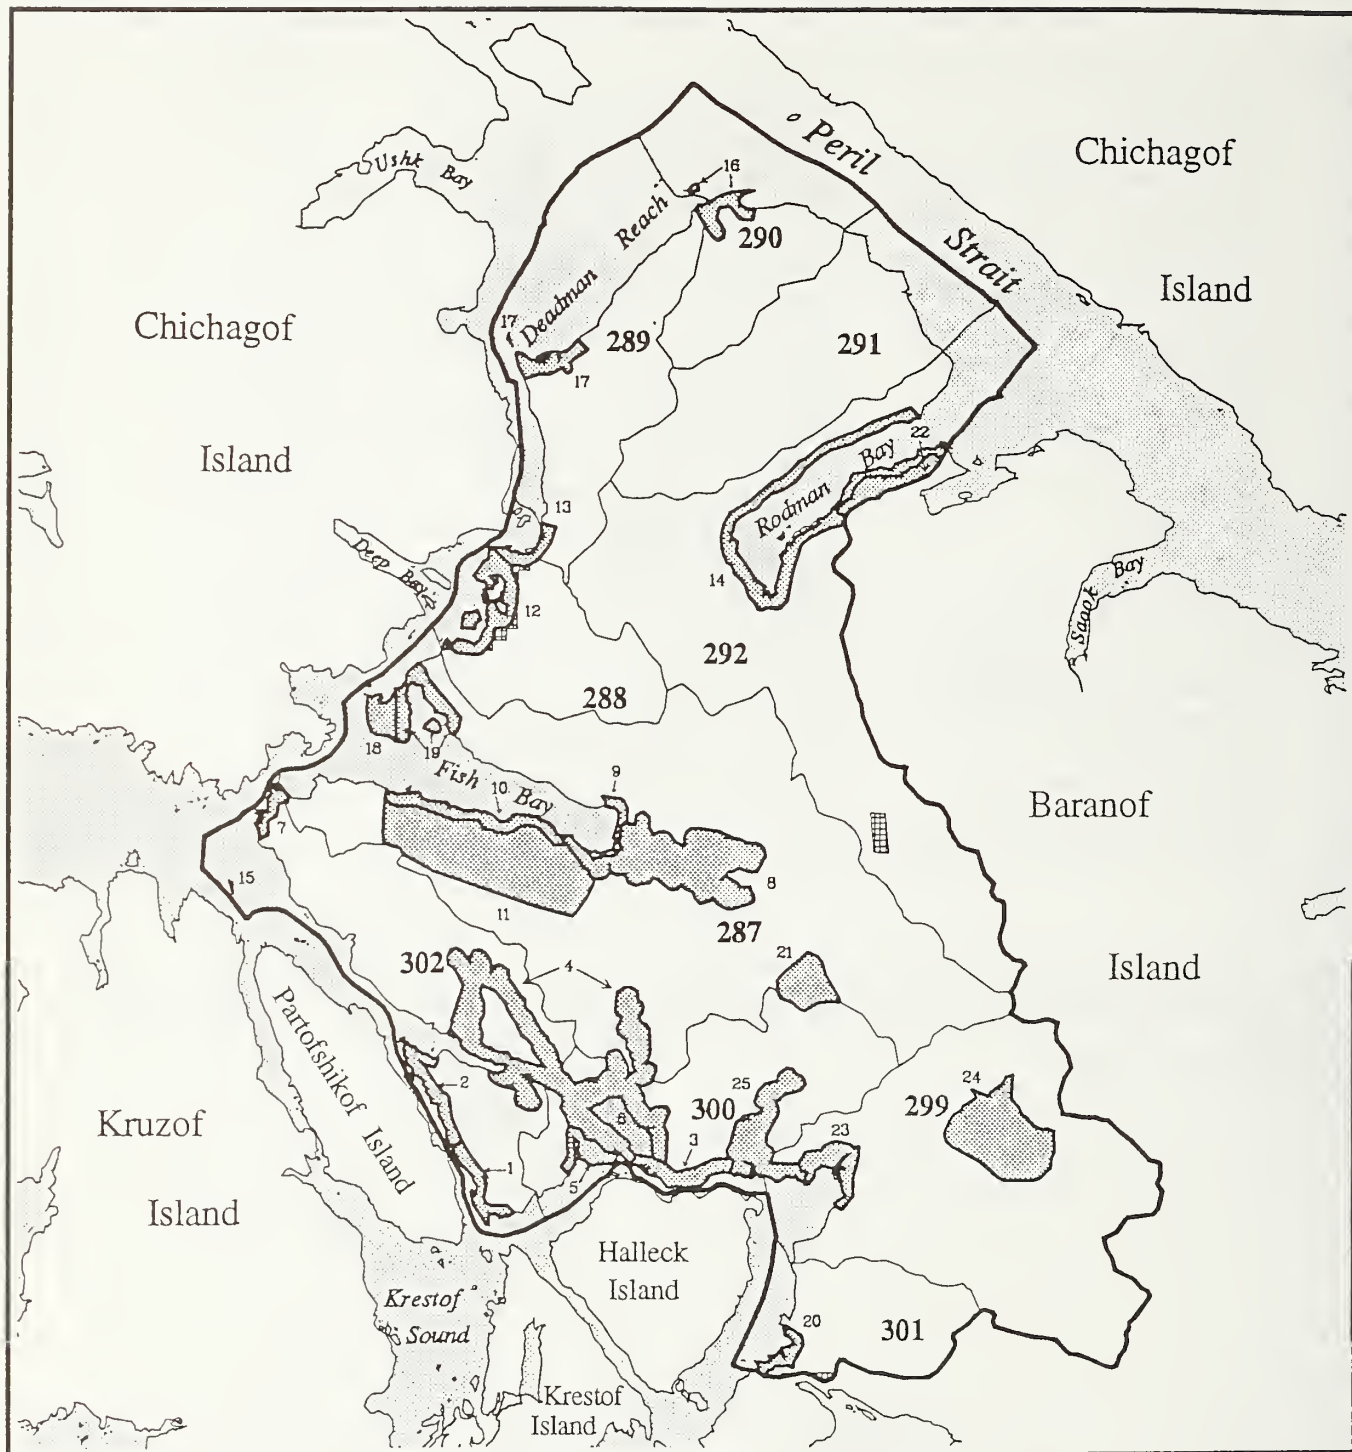 Peril
Strait
Chichagof
Island
Ushk Bay
16
290
Deadman Reach
17
289
17
291
Chichagof
Island
22
Rodman Bay
14
13
Deep Bay
12
Saook Bay
292
288
18
19
Fish Bay
10
9
7
15
11
8
287
Baranof
Island
302
4
21
Partofshikof Island
2
25
24
299
300
6
23
3
1
5
Kruzof
Island
Halleck
Island
Krestof
Sound
20
301
Krestof
Island